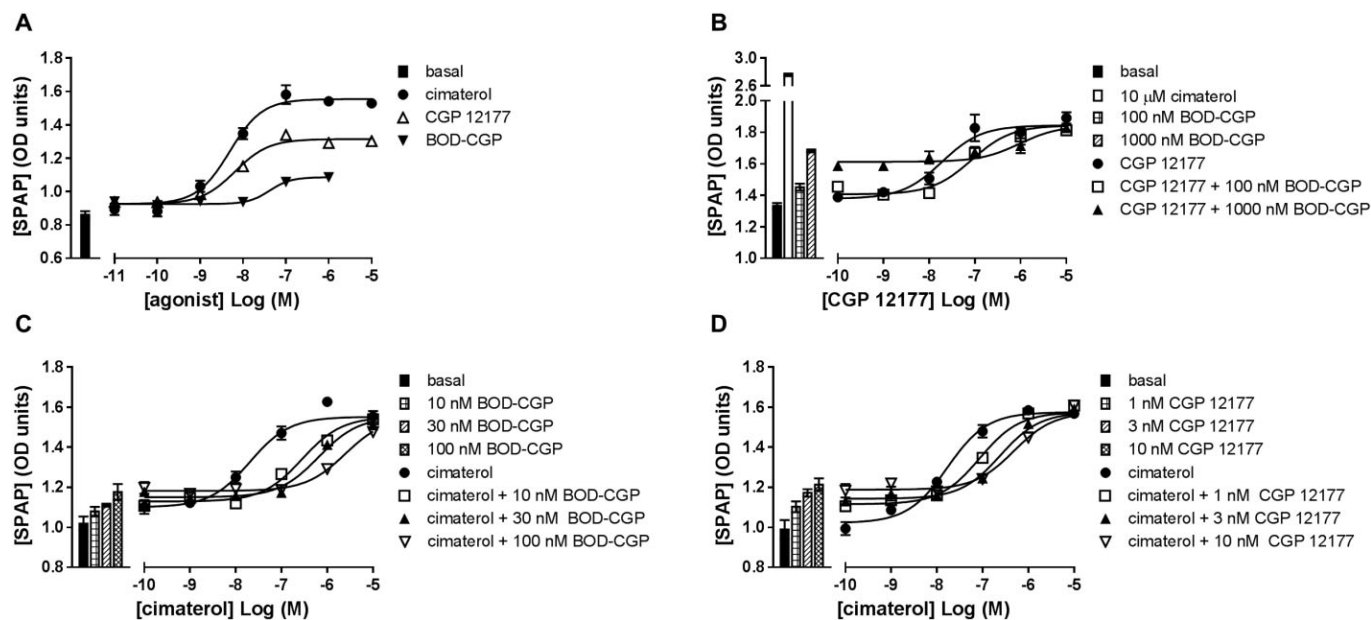 A
[SPAP] (OD units)
1.8
1.6
1.4
1.2
1.0
0.8
0.6
-11 -10 -9 -8 -7 -6 -5
[agonist] Log (M)
basal
cimaterol
CGP 12177
BOD-CGP
B
[SPAP] (OD units)
3.0
2.6
2.0
1.8
1.6
1.4
1.2
1.0
-10 -9 -8 -7 -6 -5
[CGP 12177] Log (M)
basal
10 μM cimaterol
100 nM BOD-CGP
1000 nM BOD-CGP
CGP 12177
CGP 12177 + 100 nM BOD-CGP
CGP 12177 + 1000 nM BOD-CGP
C
[SPAP] (OD units)
1.8
1.6
1.4
1.2
1.0
0.8
-10 -9 -8 -7 -6 -5
[cimaterol] Log (M)
basal
10 nM BOD-CGP
30 nM BOD-CGP
100 nM BOD-CGP
cimaterol
cimaterol + 10 nM BOD-CGP
cimaterol + 30 nM BOD-CGP
cimaterol + 100 nM BOD-CGP
D
[SPAP] (OD units)
1.8
1.6
1.4
1.2
1.0
0.8
-10 -9 -8 -7 -6 -5
[cimaterol] Log (M)
basal
1 nM CGP 12177
3 nM CGP 12177
10 nM CGP 12177
cimaterol
cimaterol + 1 nM CGP 12177
cimaterol + 3 nM CGP 12177
cimaterol + 10 nM CGP 12177